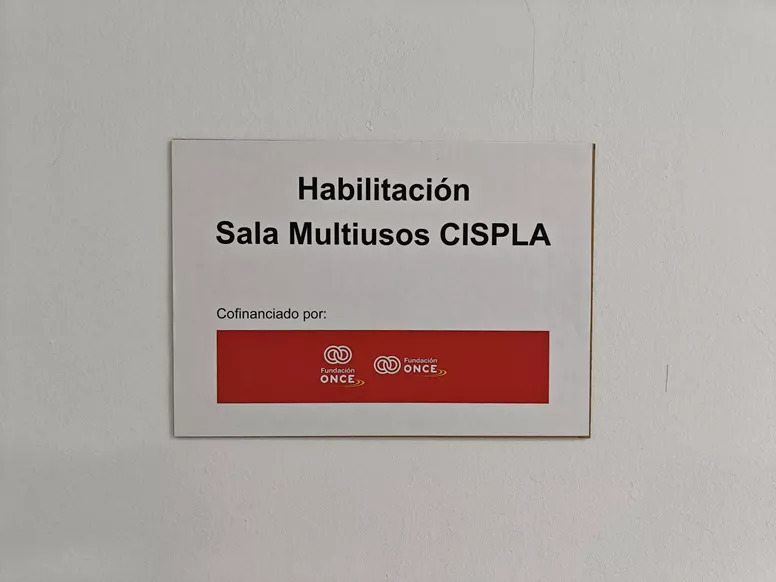 Habilitación
Sala Multiusos CISPLA
Cofinanciado por:
Fundación
ONCE
Fundación
ONCE